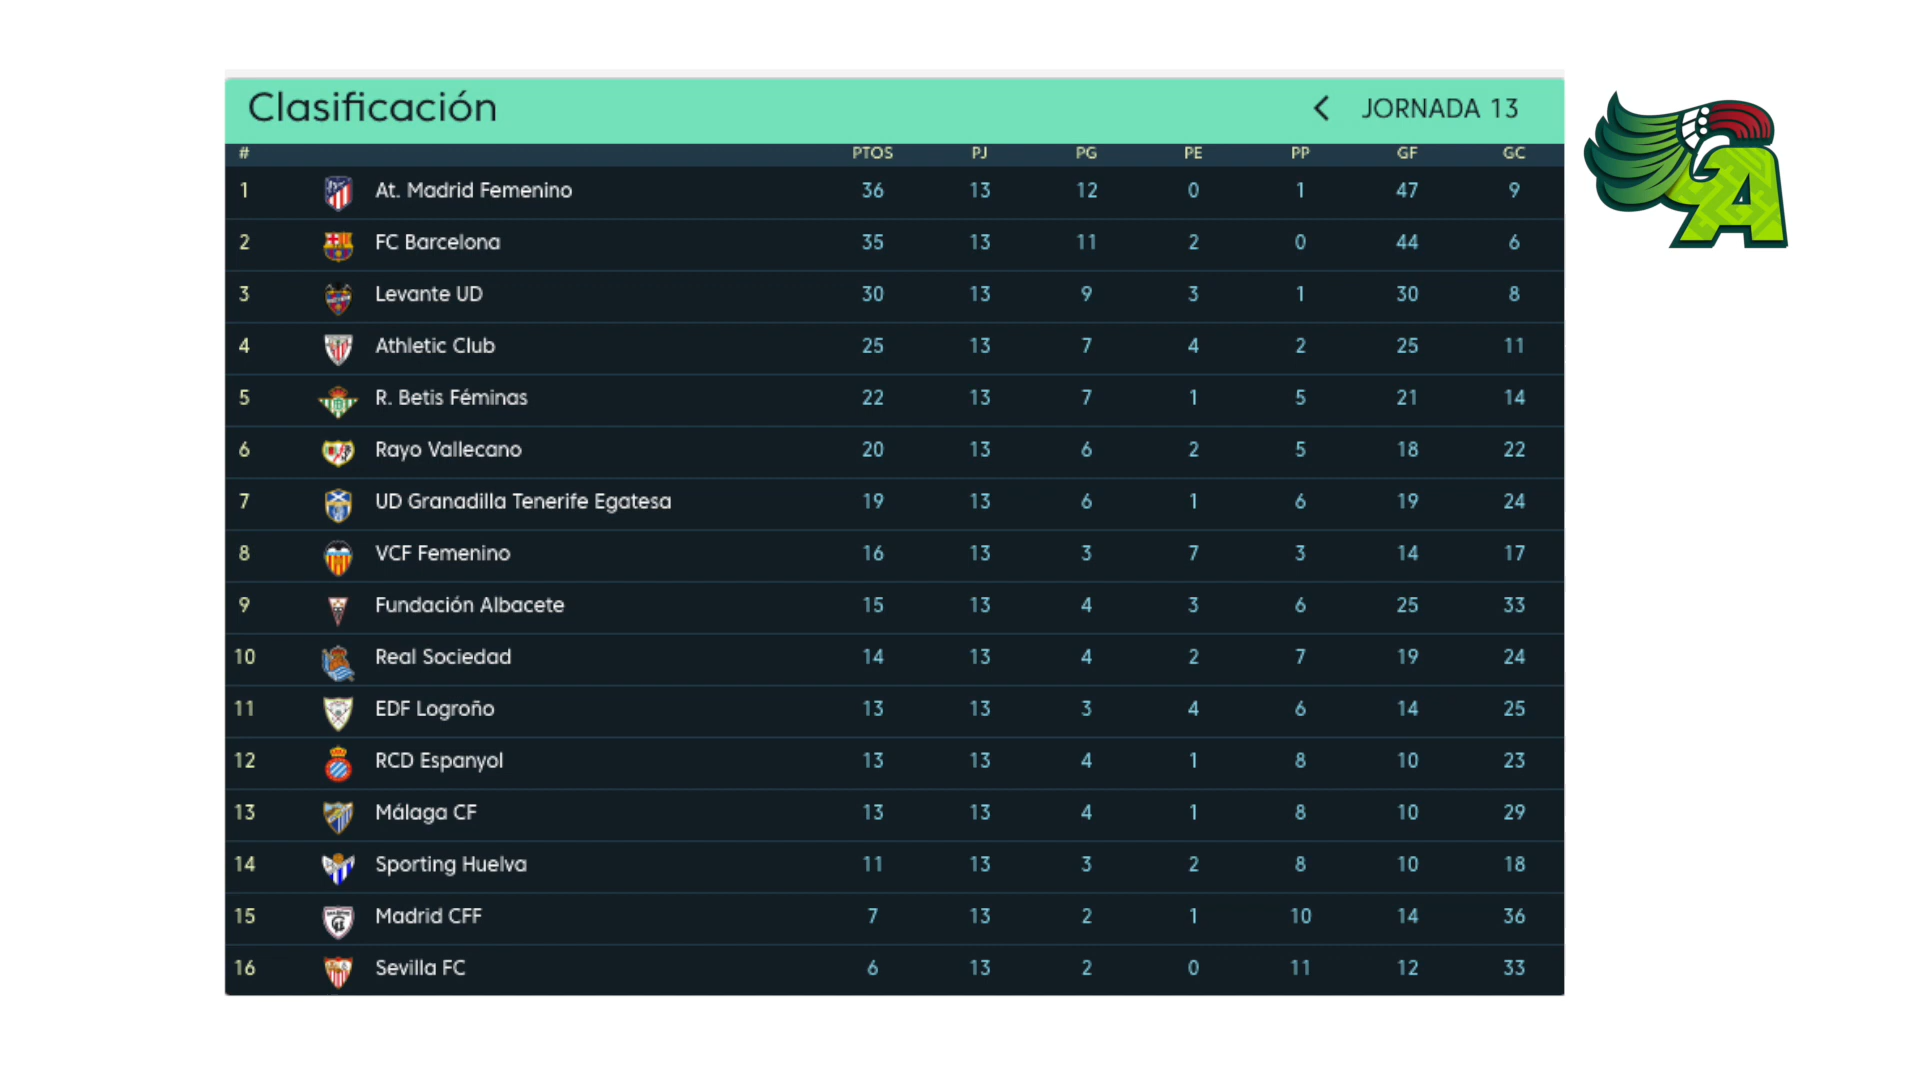 Clasificación < JORNADA 13
# PTOS PJ PG PE PP GF GC
1 At. Madrid Femenino 36 13 12 0 1 47 9
2 FC Barcelona 35 13 11 2 0 44 6
3 Levante UD 30 13 9 3 1 30 8
4 Athletic Club 25 13 7 4 2 25 11
5 R. Betis Féminas 22 13 7 1 5 21 14
6 Rayo Vallecano 20 13 6 2 5 18 22
7 UD Granadilla Tenerife Egatesa 19 13 6 1 6 19 24
8 VCF Femenino 16 13 3 7 3 14 17
9 Fundación Albacete 15 13 4 3 6 25 33
10 Real Sociedad 14 13 4 2 7 19 24
11 EDF Logroño 13 13 3 4 6 14 25
12 RCD Espanyol 13 13 4 1 8 10 23
13 Málaga CF 13 13 4 1 8 10 29
14 Sporting Huelva 11 13 3 2 8 10 18
15 Madrid CFF 7 13 2 1 10 14 36
16 Sevilla FC 6 13 2 0 11 12 33
A